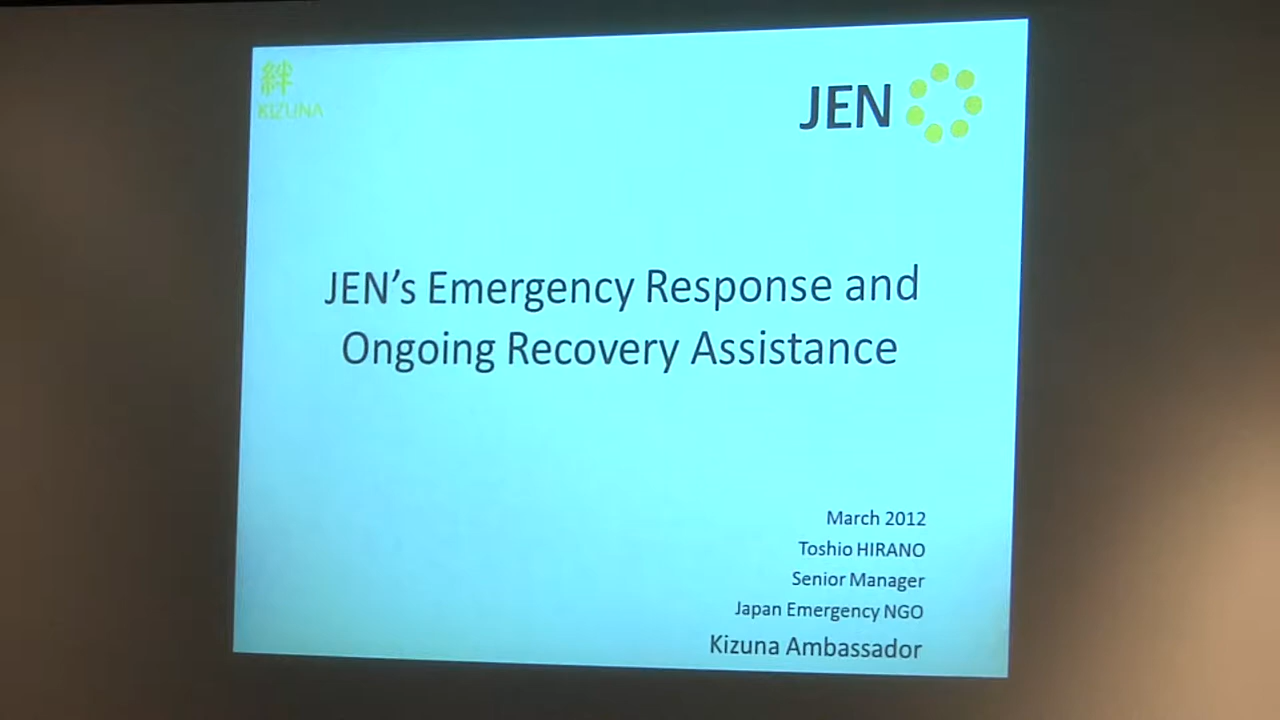 絆
KIZUNA
JEN
JEN's Emergency Response and
Ongoing Recovery Assistance
March 2012
Toshio HIRANO
Senior Manager
Japan Emergency NGO
Kizuna Ambassador